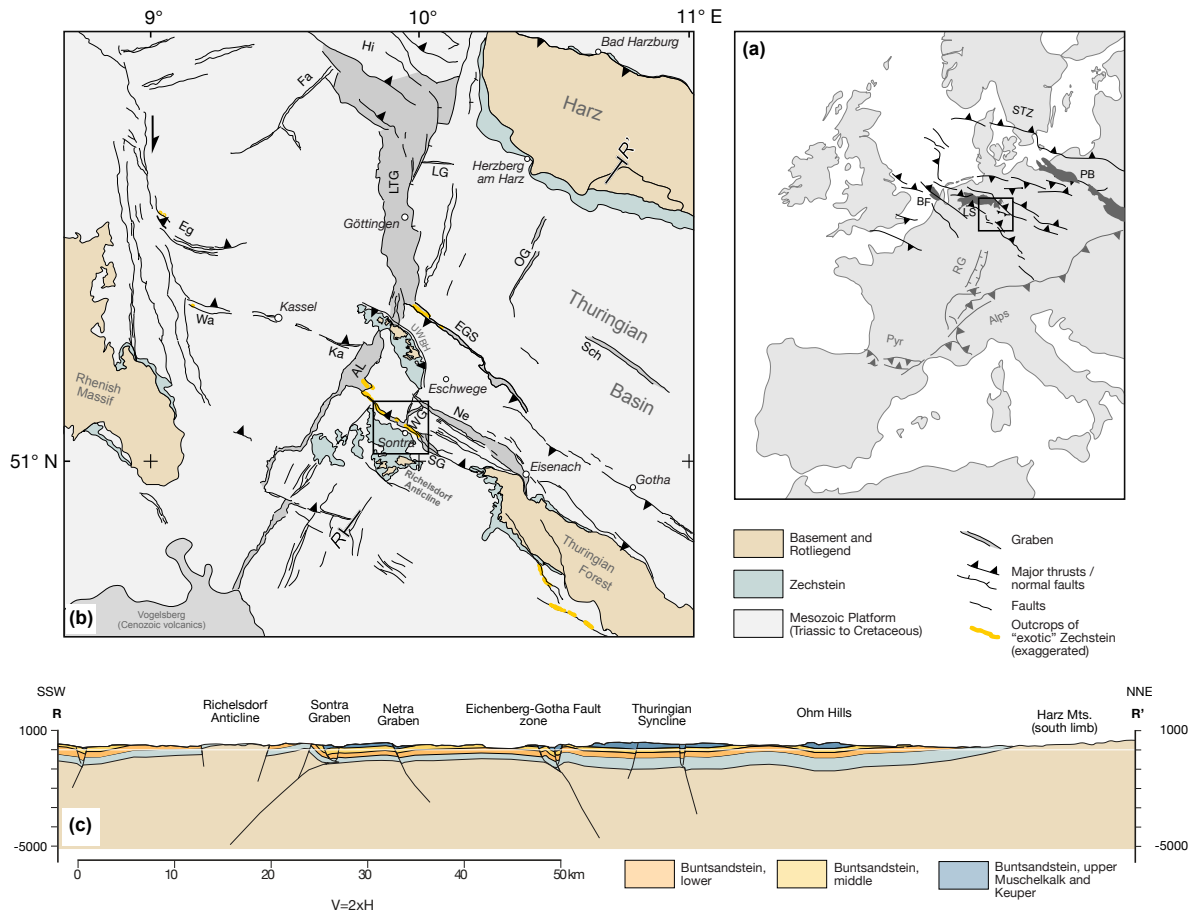 9°
10°
11° E
(a)
STZ
PB
BF
LS
RG
Alps
Pyr
Hi
Bad Harzburg
Fa
Harz
R'
LTG
LG
Herzberg
am Harz
Göttingen
Eg
OG
Kassel
Wa
Thuringian
Basin
EGS
UWBH
Sch
Ka
AL
Eschwege
Rhenish
Massif
WG
Ne
Sontra
51° N
SG
Eisenach
Richelsdorf
Anticline
Gotha
R
Thuringian
Forest
Vogelsberg
(Cenozoic volcanics)
(b)
Basement and
Rotliegend
Zechstein
Mesozoic Platform
(Triassic to Cretaceous)
Graben
Major thrusts /
normal faults
Faults
Outcrops of
“exotic” Zechstein
(exaggerated)
SSW
NNE
R
R'
Richelsdorf
Anticline
Sontra
Graben
Netra
Graben
Eichenberg-Gotha Fault
zone
Thuringian
Syncline
Ohm Hills
Harz Mts.
(south limb)
1000
1000
(c)
-5000
-5000
0
10
20
30
40
50km
V=2xH
Buntsandstein,
lower
Buntsandstein,
middle
Buntsandstein, upper
Muschelkalk and
Keuper